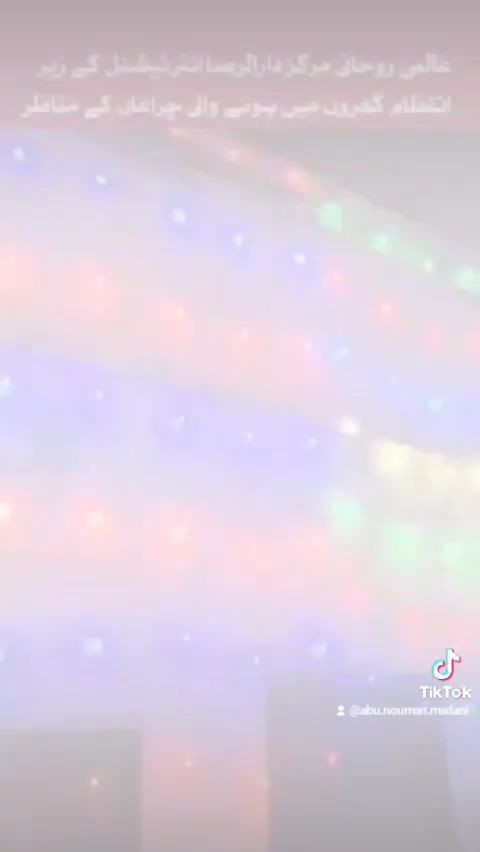 عالمی روحانی مرکز دارالرضا انٹرنیشنل کے زیر
انتظام گھروں میں ہونے والی چراغاں کے مناظر
TikTok
@abu.nouman.madani